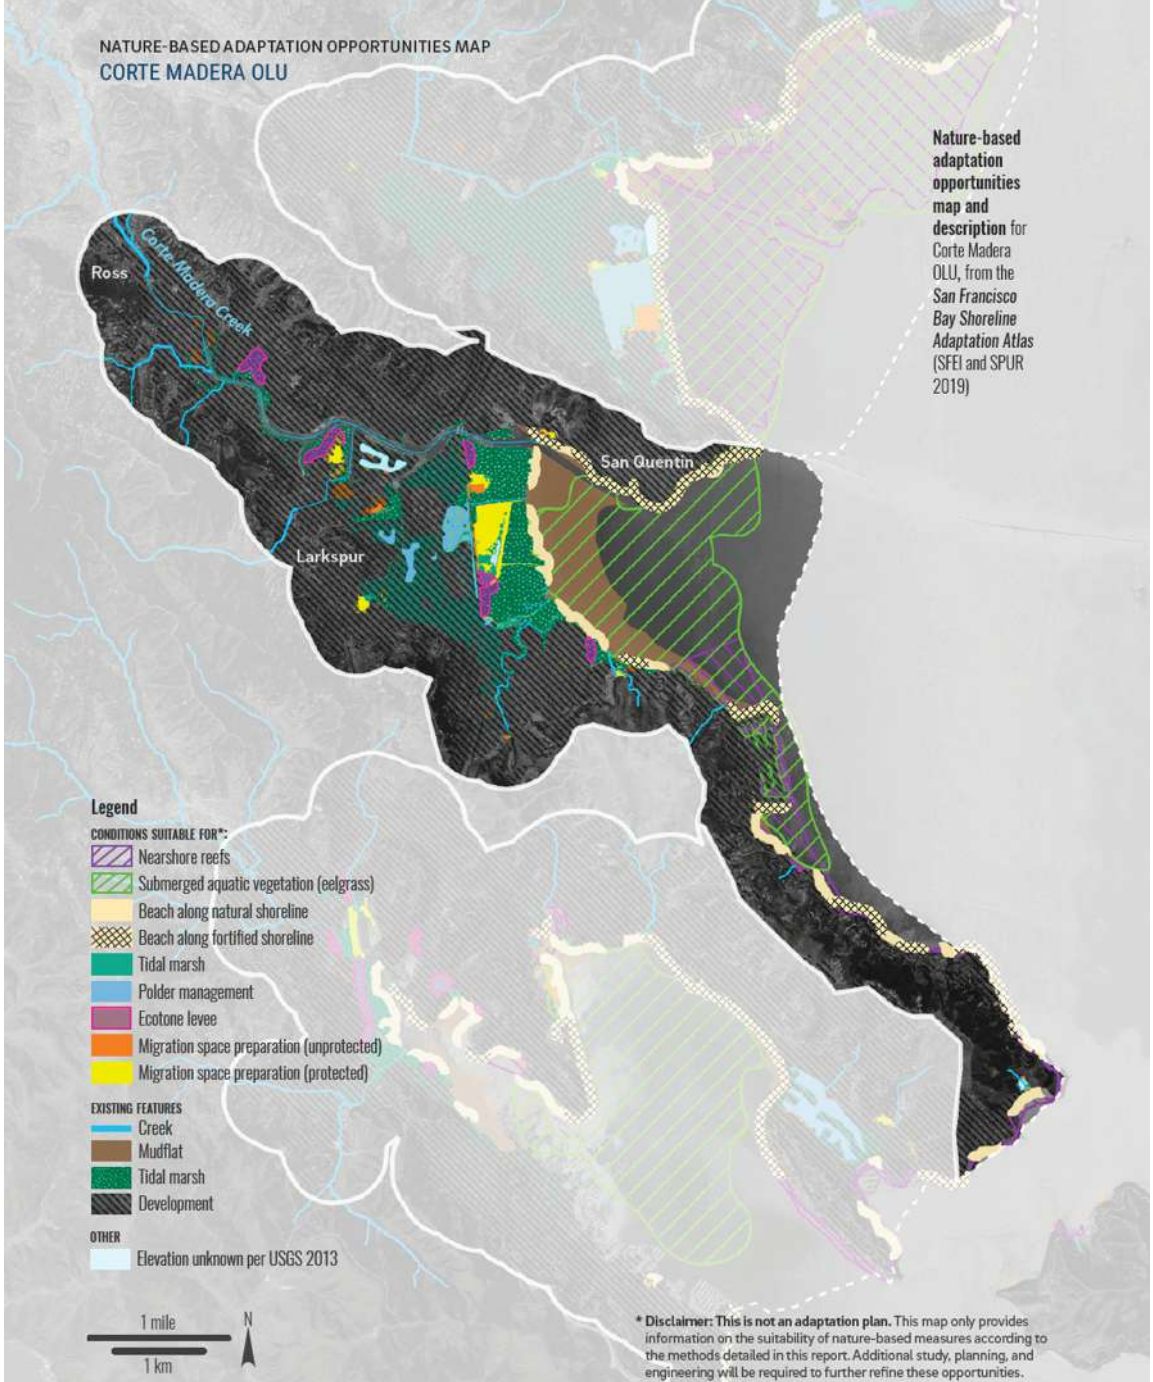 NATURE-BASED ADAPTATION OPPORTUNITIES MAP
CORTE MADERA OLU
Nature-based
adaptation
opportunities
map and
description for
Corte Madera
OLU, from the
San Francisco
Bay Shoreline
Adaptation Atlas
(SFEI and SPUR
2019)
Ross
Corte Madera Creek
San Quentin
Larkspur
Legend
CONDITIONS SUITABLE FOR*:
Nearshore reefs
Submerged aquatic vegetation (eelgrass)
Beach along natural shoreline
Beach along fortified shoreline
Tidal marsh
Polder management
Ecotone levee
Migration space preparation (unprotected)
Migration space preparation (protected)
EXISTING FEATURES
Creek
Mudflat
Tidal marsh
Development
OTHER
Elevation unknown per USGS 2013
1 mile
1 km
N
* Disclaimer: This is not an adaptation plan. This map only provides
information on the suitability of nature-based measures according to
the methods detailed in this report. Additional study, planning, and
engineering will be required to further refine these opportunities.